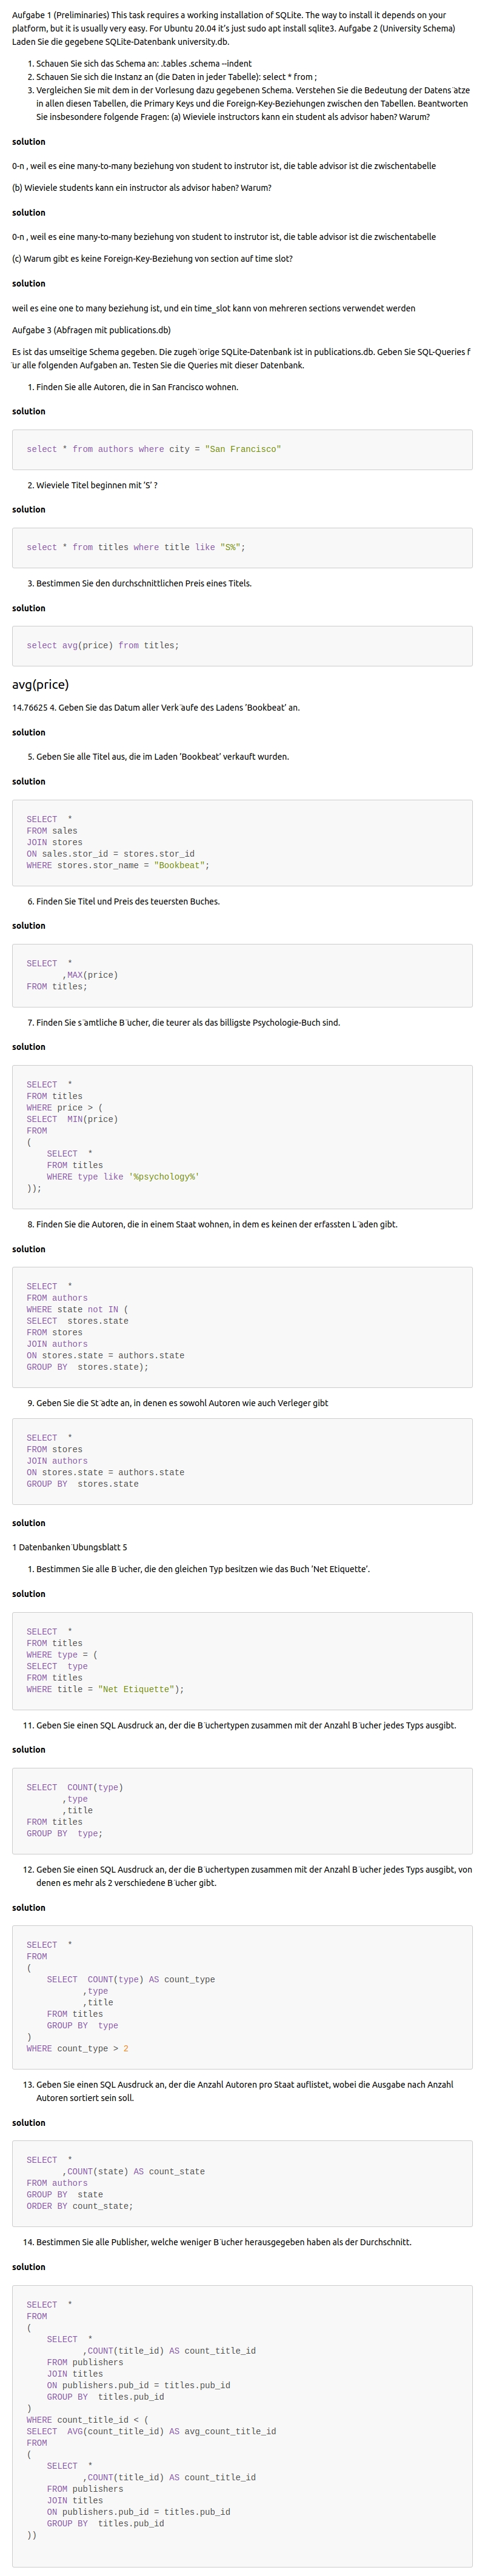 Aufgabe 1 (Preliminaries) This task requires a working installation of SQLite. The way to install it depends on your
platform, but it is usually very easy. For Ubuntu 20.04 it's just sudo apt install sqlite3. Aufgabe 2 (University Schema)
Laden Sie die gegebene SQLite-Datenbank university.db.
1. Schauen Sie sich das Schema an: .tables .schema --indent
2. Schauen Sie sich die Instanz an (die Daten in jeder Tabelle): select * from ;
3. Vergleichen Sie mit dem in der Vorlesung dazu gegebenen Schema. Verstehen Sie die Bedeutung der Datens ̈atze
in allen diesen Tabellen, die Primary Keys und die Foreign-Key-Beziehungen zwischen den Tabellen. Beantworten
Sie insbesondere folgende Fragen: (a) Wieviele instructors kann ein student als advisor haben? Warum?
solution
0-n , weil es eine many-to-many beziehung von student to instrutor ist, die table advisor ist die zwischentabelle
(b) Wieviele students kann ein instructor als advisor haben? Warum?
solution
0-n , weil es eine many-to-many beziehung von student to instrutor ist, die table advisor ist die zwischentabelle
(c) Warum gibt es keine Foreign-Key-Beziehung von section auf time slot?
solution
weil es eine one to many beziehung ist, und ein time_slot kann von mehreren sections verwendet werden
Aufgabe 3 (Abfragen mit publications.db)
Es ist das umseitige Schema gegeben. Die zugeh ̈orige SQLite-Datenbank ist in publications.db. Geben Sie SQL-Queries f
̈ur alle folgenden Aufgaben an. Testen Sie die Queries mit dieser Datenbank.
1. Finden Sie alle Autoren, die in San Francisco wohnen.
solution
select * from authors where city = "San Francisco"
2. Wieviele Titel beginnen mit ’S’ ?
solution
select * from titles where title like "S%";
3. Bestimmen Sie den durchschnittlichen Preis eines Titels.
solution
select avg(price) from titles;
avg(price)
14.76625 4. Geben Sie das Datum aller Verk ̈aufe des Ladens ’Bookbeat’ an.
solution
5. Geben Sie alle Titel aus, die im Laden ’Bookbeat’ verkauft wurden.
solution
SELECT  *
FROM sales
JOIN stores
ON sales.stor_id = stores.stor_id
WHERE stores.stor_name = "Bookbeat";
6. Finden Sie Titel und Preis des teuersten Buches.
solution
SELECT  *
       ,MAX(price)
FROM titles;
7. Finden Sie s ̈amtliche B ̈ucher, die teurer als das billigste Psychologie-Buch sind.
solution
SELECT  *
FROM titles
WHERE price > (
SELECT  MIN(price)
FROM
(
    SELECT  *
    FROM titles
    WHERE type like '%psychology%'
));
8. Finden Sie die Autoren, die in einem Staat wohnen, in dem es keinen der erfassten L ̈aden gibt.
solution
SELECT  *
FROM authors
WHERE state not IN (
SELECT  stores.state
FROM stores
JOIN authors
ON stores.state = authors.state
GROUP BY  stores.state);
9. Geben Sie die St ̈adte an, in denen es sowohl Autoren wie auch Verleger gibt
SELECT  *
FROM stores
JOIN authors
ON stores.state = authors.state
GROUP BY  stores.state
solution
1 Datenbanken ̈Ubungsblatt 5
1. Bestimmen Sie alle B ̈ucher, die den gleichen Typ besitzen wie das Buch ’Net Etiquette’.
solution
SELECT  *
FROM titles
WHERE type = (
SELECT  type
FROM titles
WHERE title = "Net Etiquette");
11. Geben Sie einen SQL Ausdruck an, der die B ̈uchertypen zusammen mit der Anzahl B ̈ucher jedes Typs ausgibt.
solution
SELECT  COUNT(type)
       ,type
       ,title
FROM titles
GROUP BY  type;
12. Geben Sie einen SQL Ausdruck an, der die B ̈uchertypen zusammen mit der Anzahl B ̈ucher jedes Typs ausgibt, von
denen es mehr als 2 verschiedene B ̈ucher gibt.
solution
SELECT  *
FROM
(
    SELECT  COUNT(type) AS count_type
           ,type
           ,title
    FROM titles
    GROUP BY  type
)
WHERE count_type > 2
13. Geben Sie einen SQL Ausdruck an, der die Anzahl Autoren pro Staat auflistet, wobei die Ausgabe nach Anzahl
Autoren sortiert sein soll.
solution
SELECT  *
       ,COUNT(state) AS count_state
FROM authors
GROUP BY  state
ORDER BY count_state;
14. Bestimmen Sie alle Publisher, welche weniger B ̈ucher herausgegeben haben als der Durchschnitt.
solution
SELECT  *
FROM
(
    SELECT  *
           ,COUNT(title_id) AS count_title_id
    FROM publishers
    JOIN titles
    ON publishers.pub_id = titles.pub_id
    GROUP BY  titles.pub_id
)
WHERE count_title_id < (
SELECT  AVG(count_title_id) AS avg_count_title_id
FROM
(
    SELECT  *
           ,COUNT(title_id) AS count_title_id
    FROM publishers
    JOIN titles
    ON publishers.pub_id = titles.pub_id
    GROUP BY  titles.pub_id
))